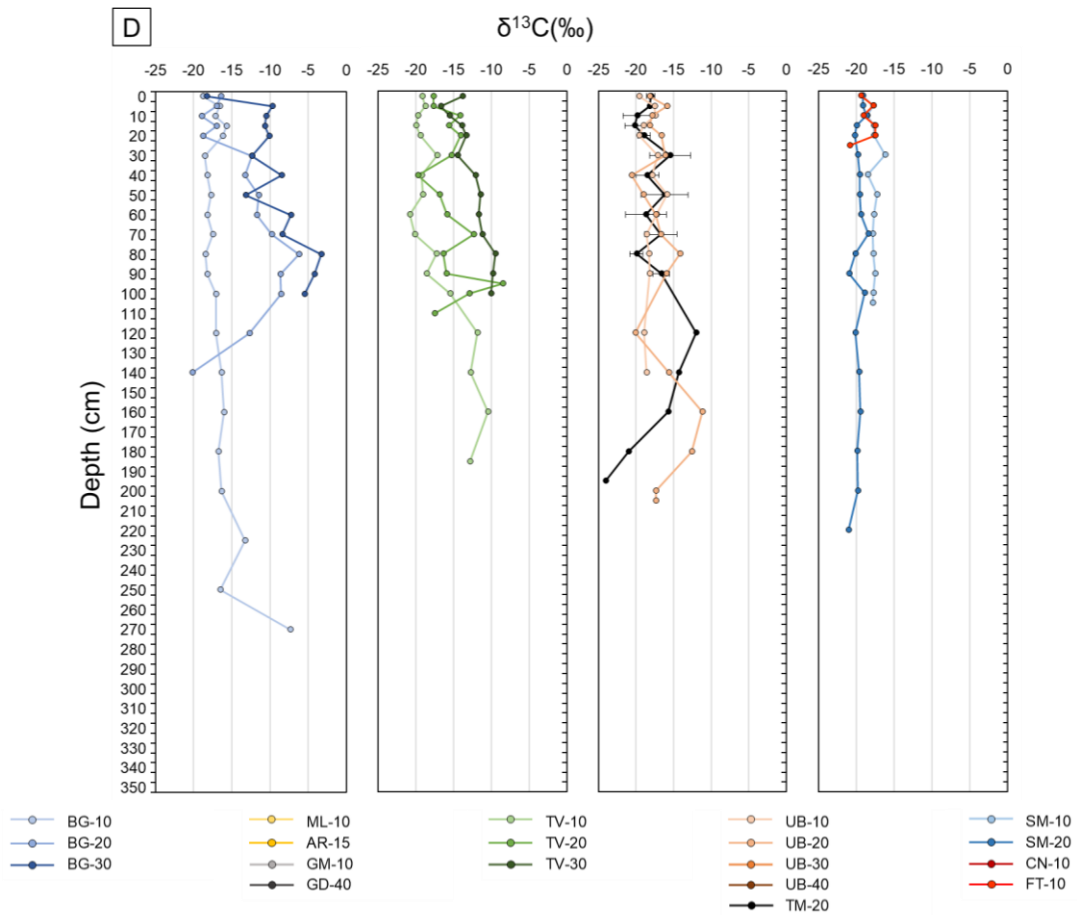 D
δ13C(‰)
-25 -20 -15 -10 -5 0
-25 -20 -15 -10 -5 0
-25 -20 -15 -10 -5 0
-25 -20 -15 -10 -5 0
Depth (cm)
0
10
20
30
40
50
60
70
80
90
100
120
130
140
150
160
170
180
190
200
210
220
230
240
250
260
270
280
290
300
310
320
330
340
350
BG-10
BG-20
BG-30
ML-10
AR-15
GM-10
GD-40
TV-10
TV-20
TV-30
UB-10
UB-20
UB-30
UB-40
TM-20
SM-10
SM-20
CN-10
FT-10